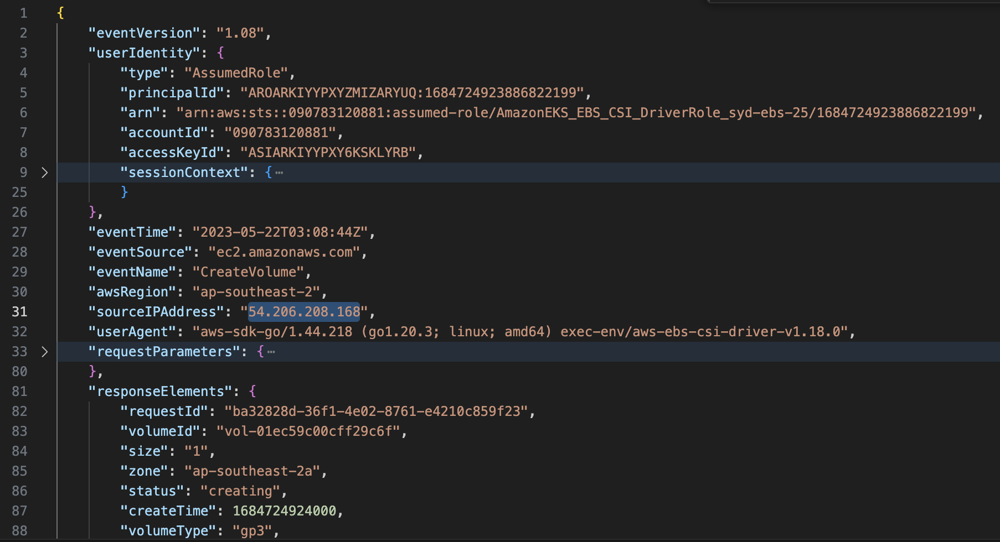 1 {
2 "eventVersion": "1.08",
3 "userIdentity": {
4 "type": "AssumedRole",
5 "principalId": "AROARKIYYPXYZMIZARYUQ:1684724923886822199",
6 "arn": "arn:aws:sts::090783120881:assumed-role/AmazonEKS_EBS_CSI_DriverRole_syd-ebs-25/1684724923886822199",
7 "accountId": "090783120881",
8 "accessKeyId": "ASIARKIYYPXY6KSKLYRB",
9 "sessionContext": { ⋯
25 }
26 },
27 "eventTime": "2023-05-22T03:08:44Z",
28 "eventSource": "ec2.amazonaws.com",
29 "eventName": "CreateVolume",
30 "awsRegion": "ap-southeast-2",
31 "sourceIPAddress": "54.206.208.168",
32 "userAgent": "aws-sdk-go/1.44.218 (go1.20.3; linux; amd64) exec-env/aws-ebs-csi-driver-v1.18.0",
33 "requestParameters": { ⋯
80 },
81 "responseElements": {
82 "requestId": "ba32828d-36f1-4e02-8761-e4210c859f23",
83 "volumeId": "vol-01ec59c00cff29c6f",
84 "size": "1",
85 "zone": "ap-southeast-2a",
86 "status": "creating",
87 "createTime": 1684724924000,
88 "volumeType": "gp3",